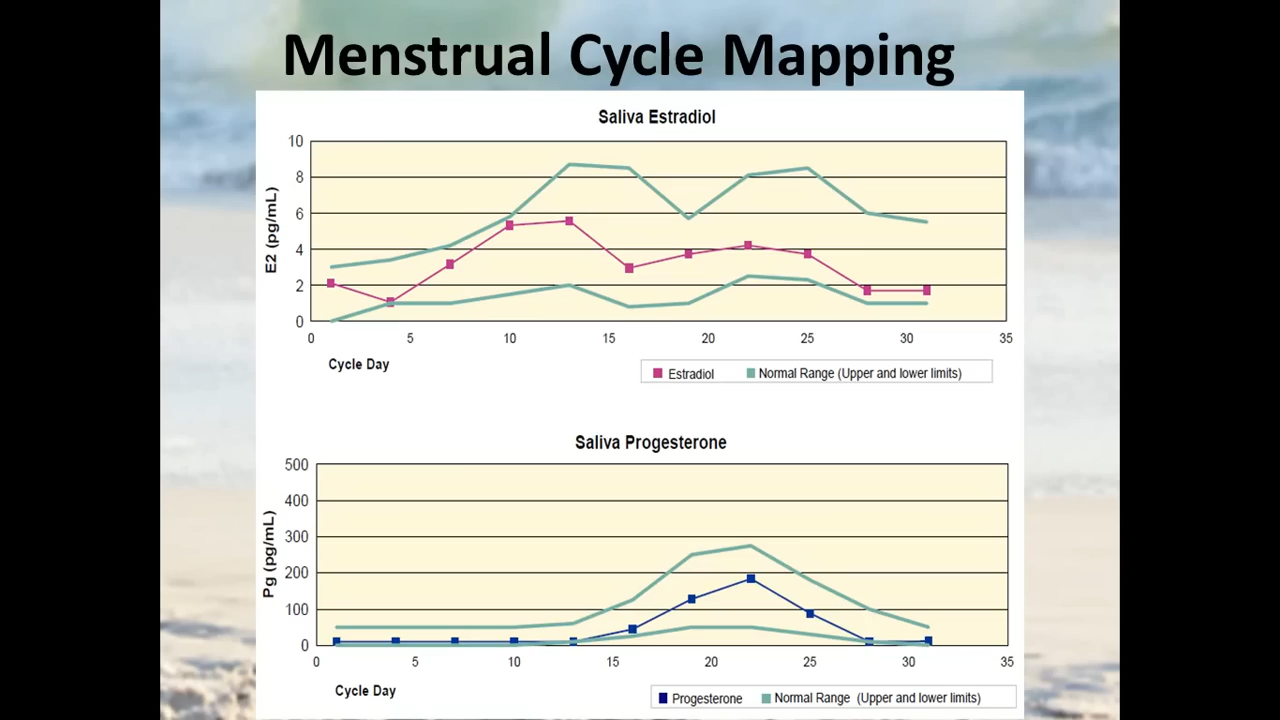 Menstrual Cycle Mapping
Saliva Estradiol
10
8
6
4
2
0
E2 (pg/mL)
0 5 10 15 20 25 30 35
Cycle Day
Estradiol Normal Range (Upper and lower limits)
Saliva Progesterone
500
400
300
200
100
0
Pg (pg/mL)
0 5 10 15 20 25 30 35
Cycle Day
Progesterone Normal Range (Upper and lower limits)